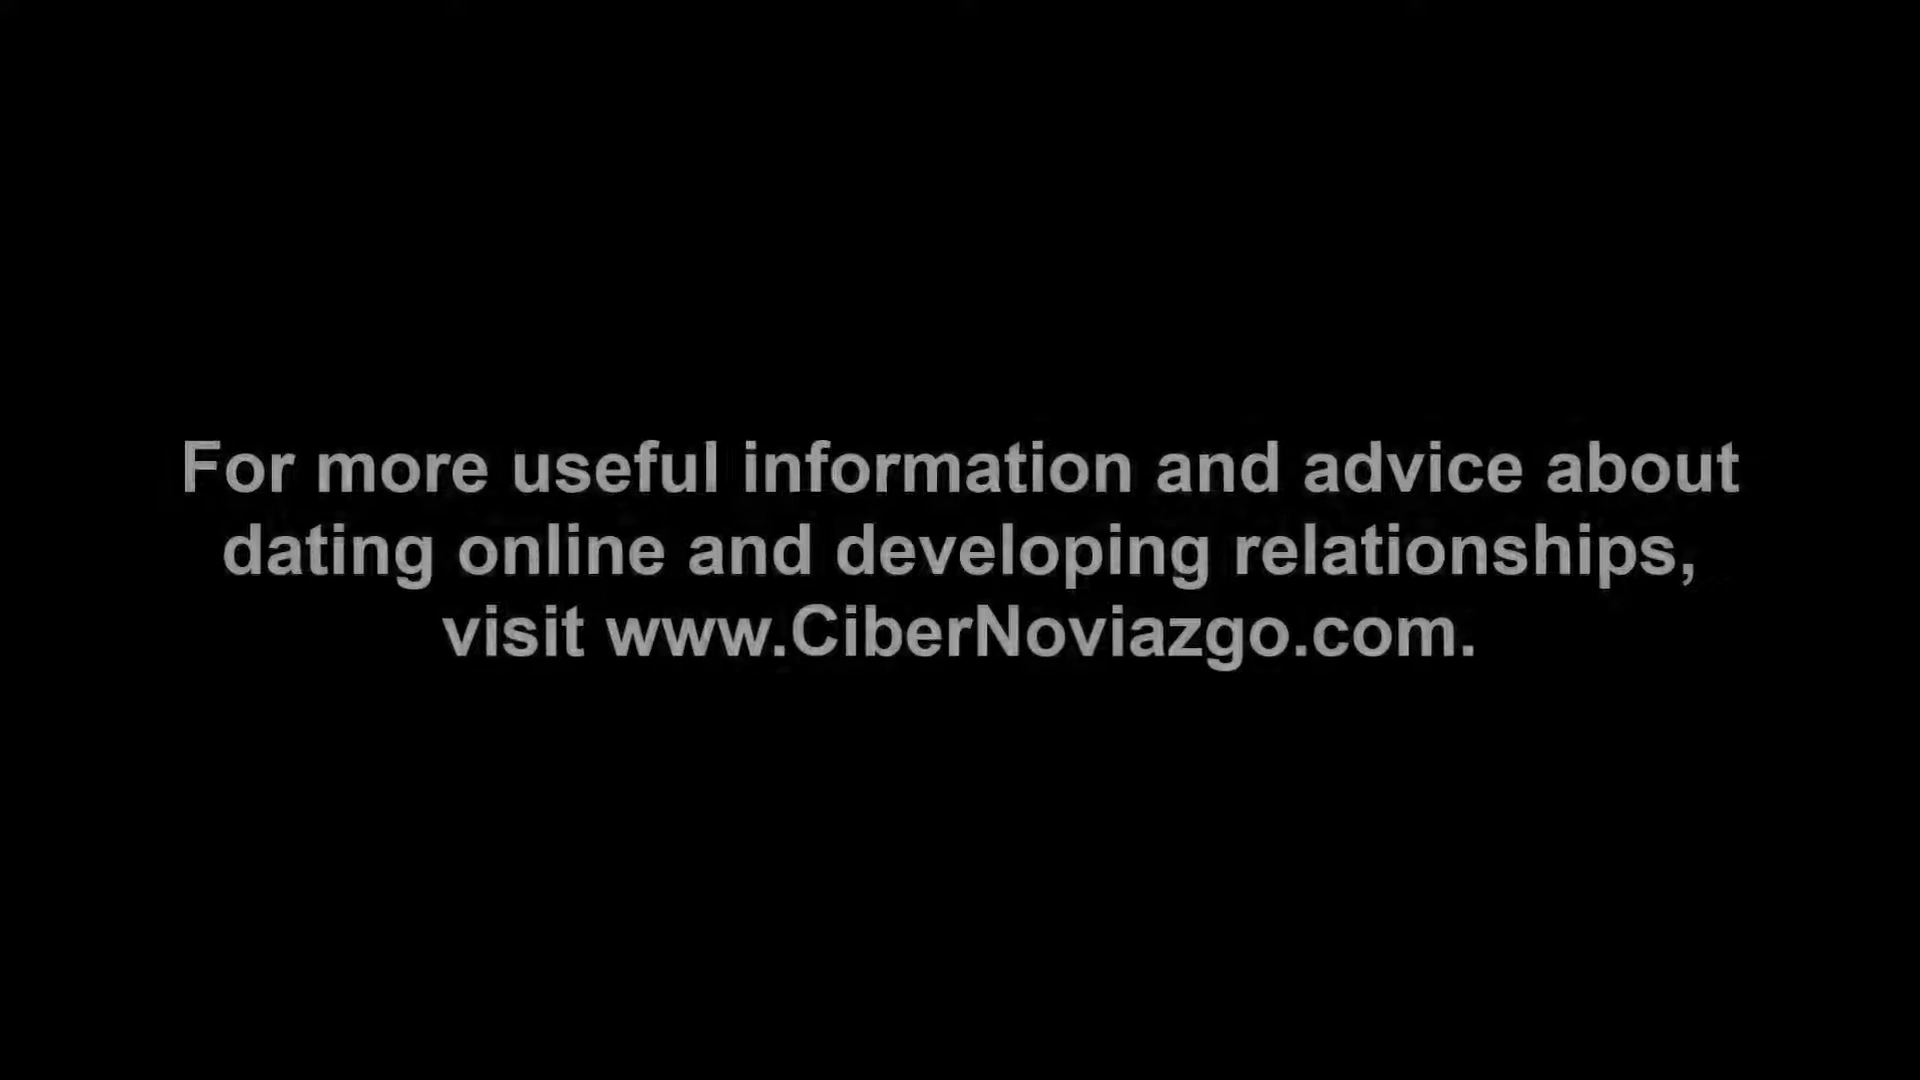 For more useful information and advice about
dating online and developing relationships,
visit www.CiberNoviazgo.com.